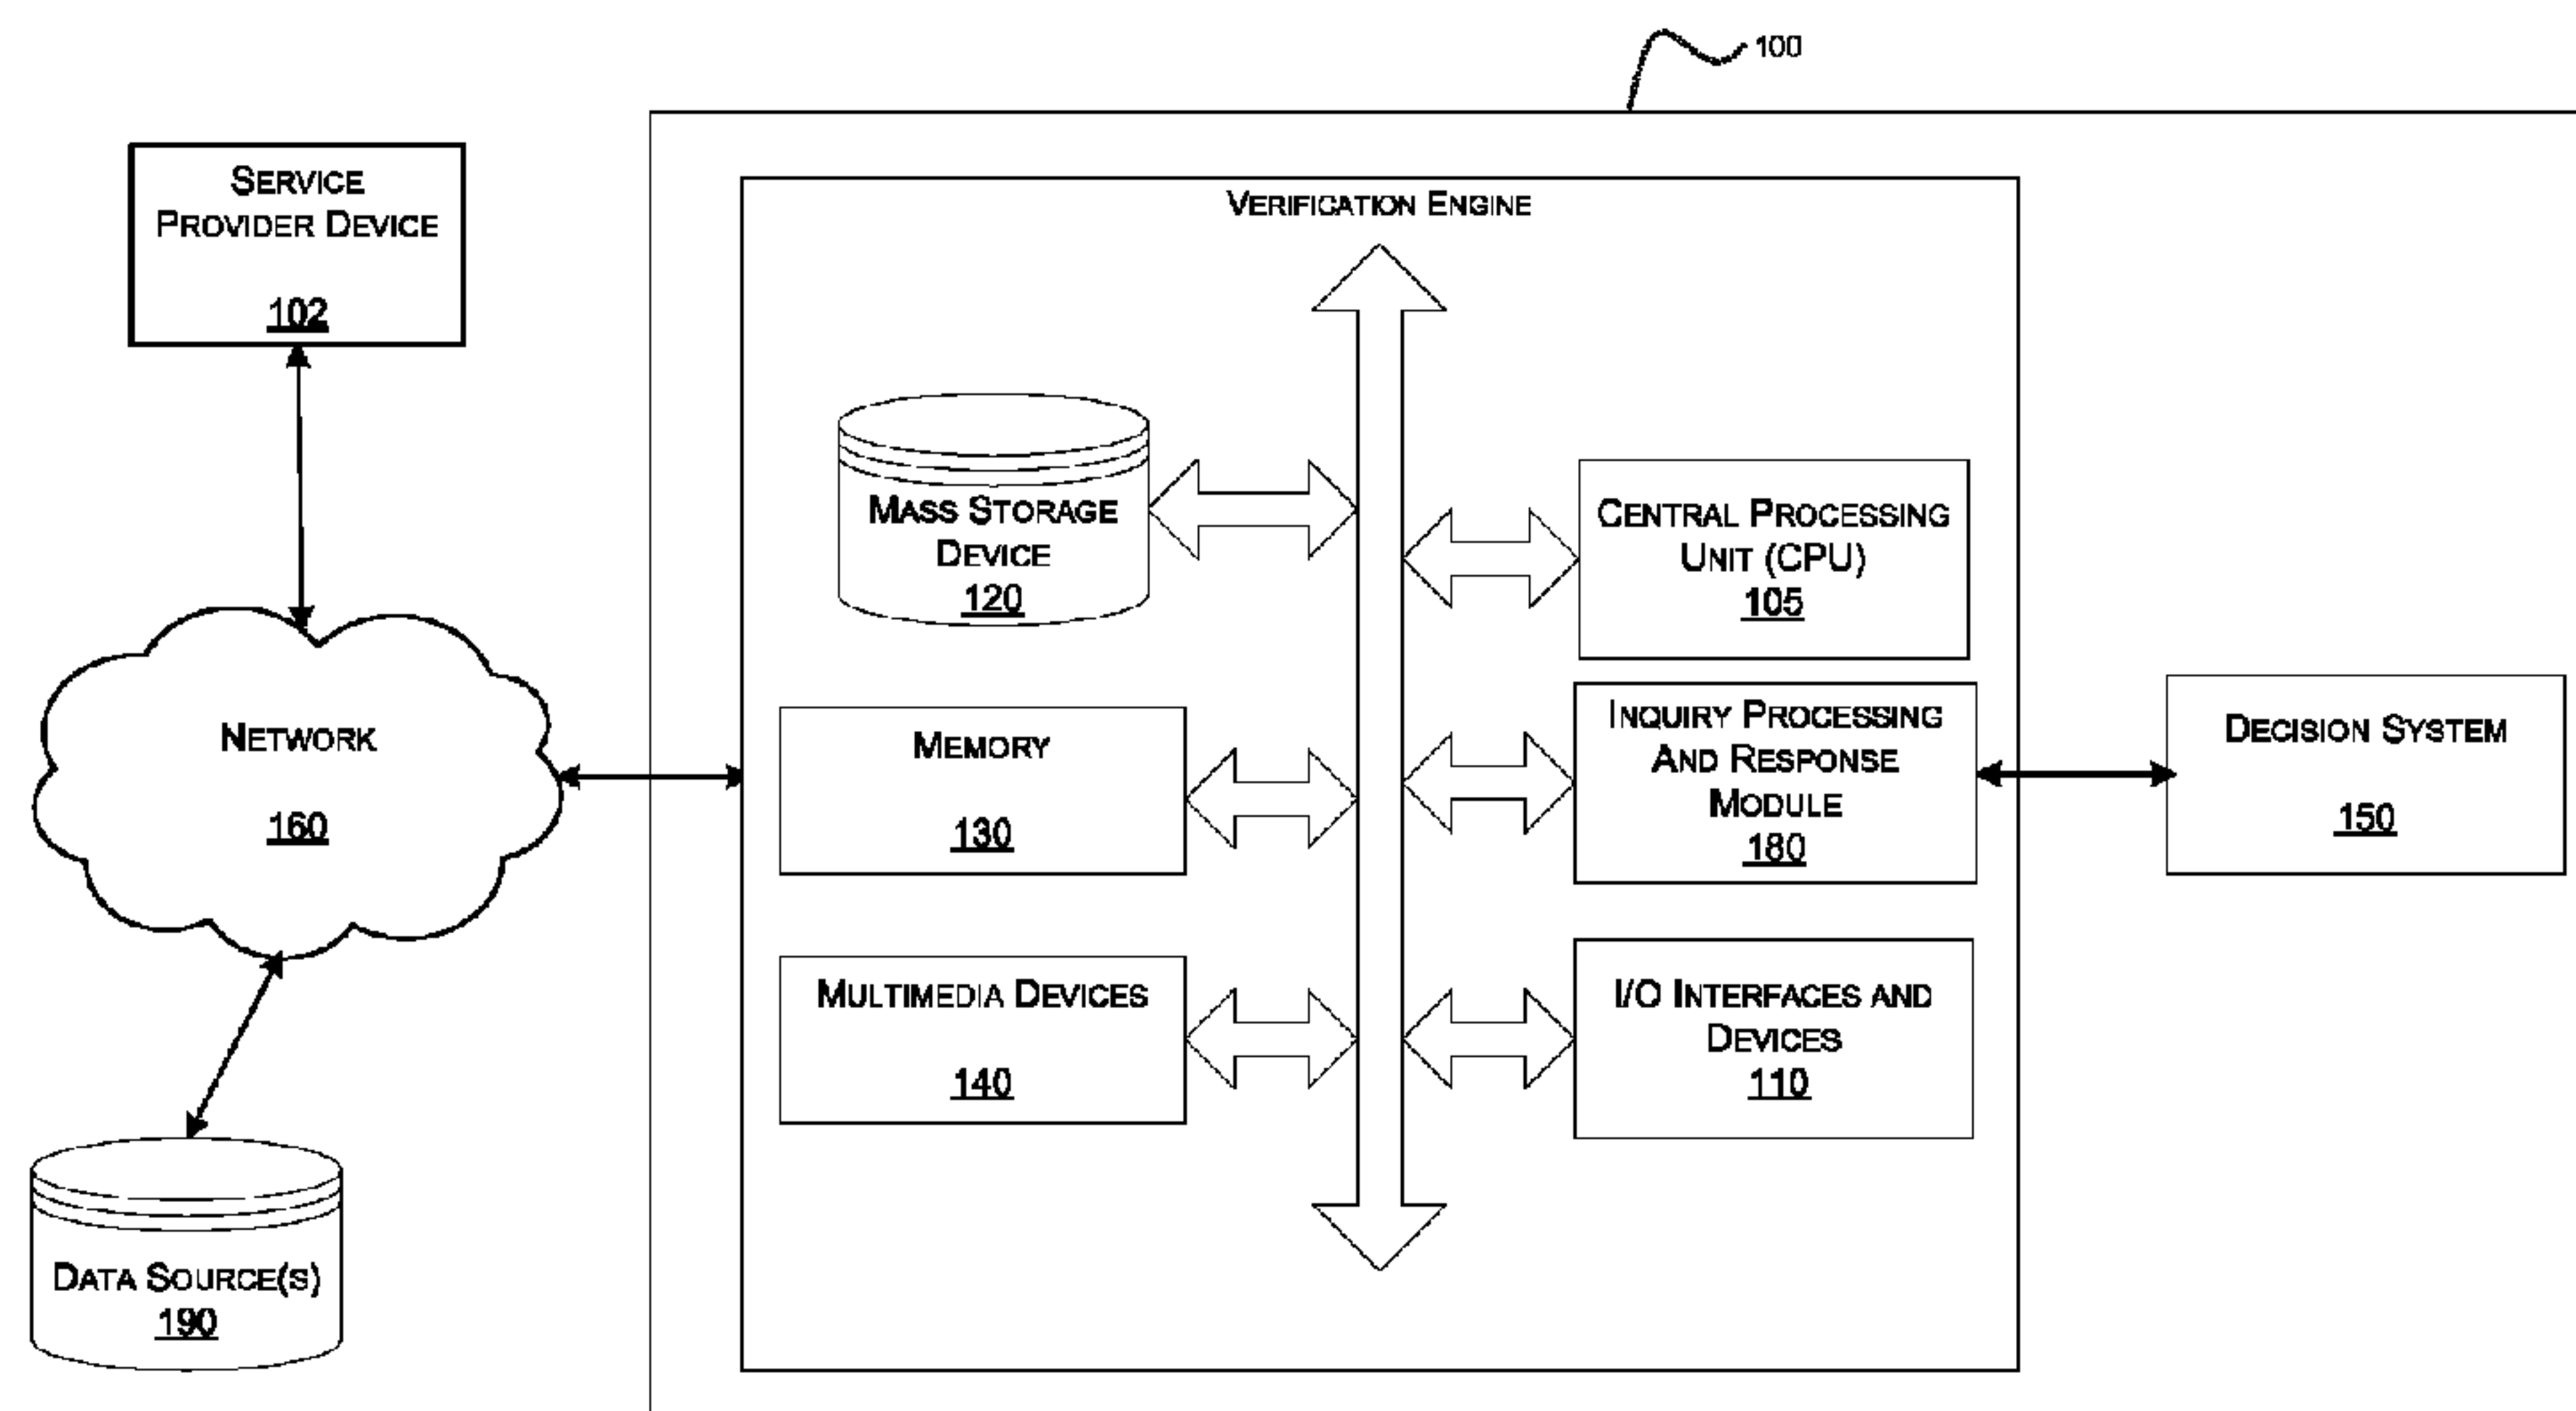 100
SERVICE
PROVIDER DEVICE
102
VERIFICATION ENGINE
MASS STORAGE
DEVICE
120
CENTRAL PROCESSING
UNIT (CPU)
105
NETWORK
160
MEMORY
130
INQUIRY PROCESSING
AND RESPONSE
MODULE
180
DECISION SYSTEM
150
MULTIMEDIA DEVICES
140
I/O INTERFACES AND
DEVICES
110
DATA SOURCE(S)
190